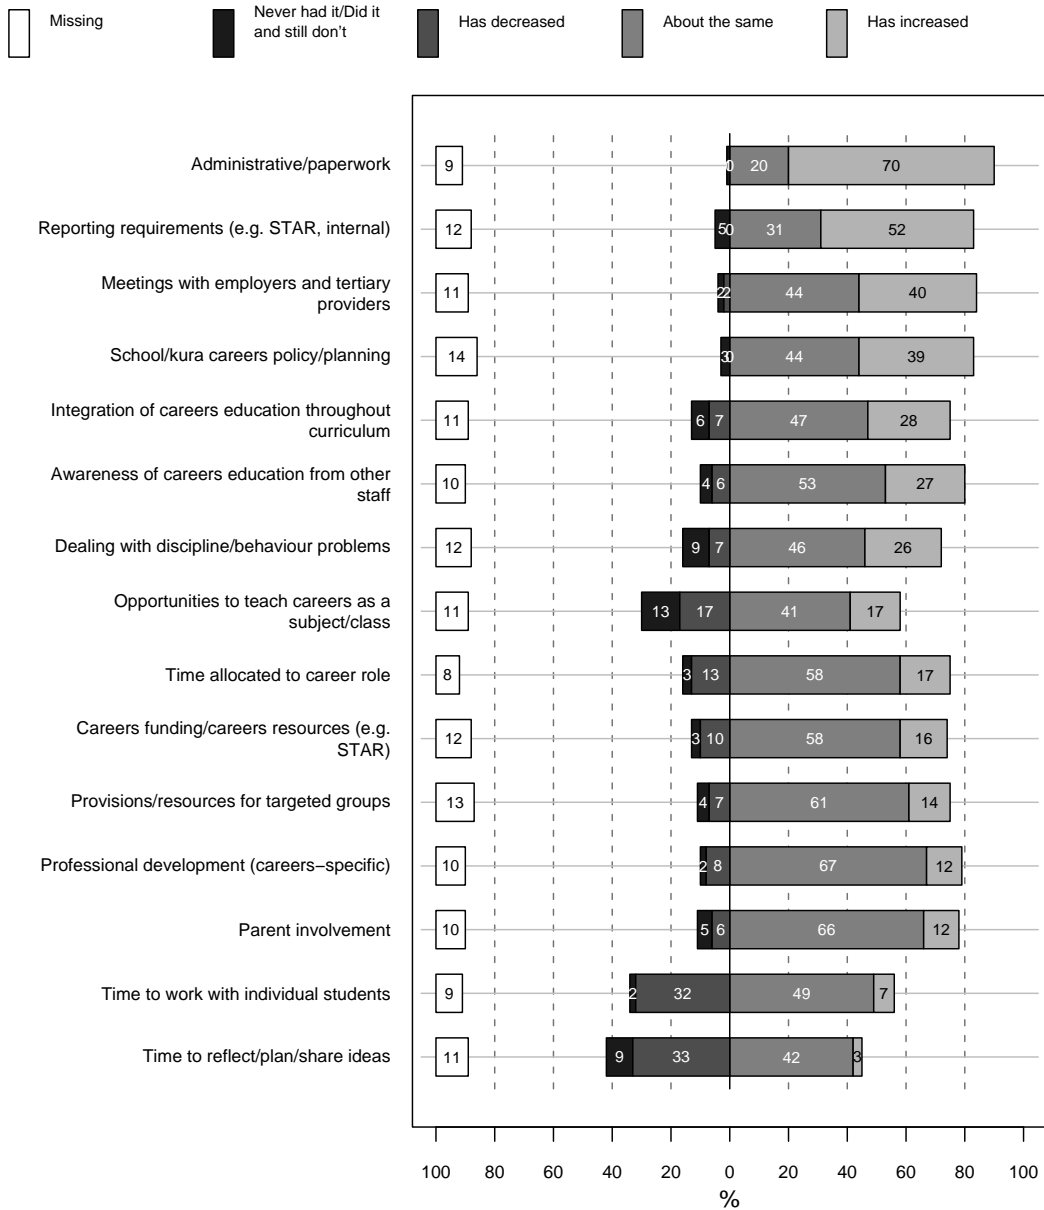 Missing
Never had it/Did it
and still don't
Has decreased
About the same
Has increased
Administrative/paperwork
9
0
20
70
Reporting requirements (e.g. STAR, internal)
12
5
0
31
52
Meetings with employers and tertiary
providers
11
2
2
44
40
School/kura careers policy/planning
14
3
0
44
39
Integration of careers education throughout
curriculum
11
6
7
47
28
Awareness of careers education from other
staff
10
4
6
53
27
Dealing with discipline/behaviour problems
12
9
7
46
26
Opportunities to teach careers as a
subject/class
11
13
17
41
17
Time allocated to career role
8
3
13
58
17
Careers funding/careers resources (e.g.
STAR)
12
3
10
58
16
Provisions/resources for targeted groups
13
4
7
61
14
Professional development (careers−specific)
10
2
8
67
12
Parent involvement
10
5
6
66
12
Time to work with individual students
9
2
32
49
7
Time to reflect/plan/share ideas
11
9
33
42
3
100 80 60 40 20 0 20 40 60 80 100
%